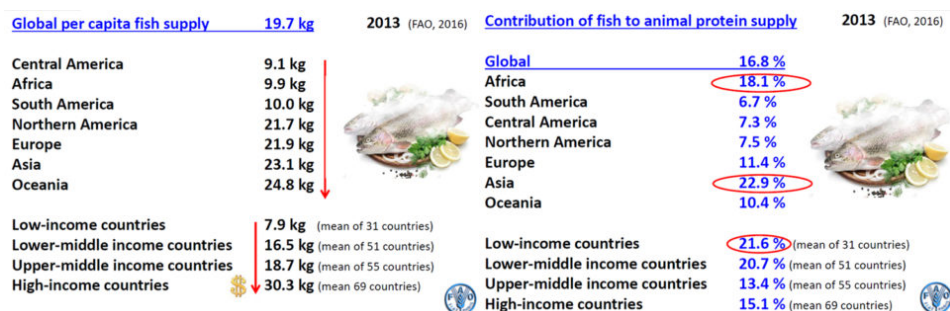 Global per capita fish supply 19.7 kg 2013 (FAO, 2016)
Central America 9.1 kg
Africa 9.9 kg
South America 10.0 kg
Northern America 21.7 kg
Europe 21.9 kg
Asia 23.1 kg
Oceania 24.8 kg
Low-income countries 7.9 kg (mean of 31 countries)
Lower-middle income countries 16.5 kg (mean of 51 countries)
Upper-middle income countries 18.7 kg (mean of 55 countries)
High-income countries $ 30.3 kg (mean 69 countries)
Contribution of fish to animal protein supply 2013 (FAO, 2016)
Global 16.8 %
Africa 18.1 %
South America 6.7 %
Central America 7.3 %
Northern America 7.5 %
Europe 11.4 %
Asia 22.9 %
Oceania 10.4 %
Low-income countries 21.6 % (mean of 31 countries)
Lower-middle income countries 20.7 % (mean of 51 countries)
Upper-middle income countries 13.4 % (mean of 55 countries)
High-income countries 15.1 % (mean 69 countries)